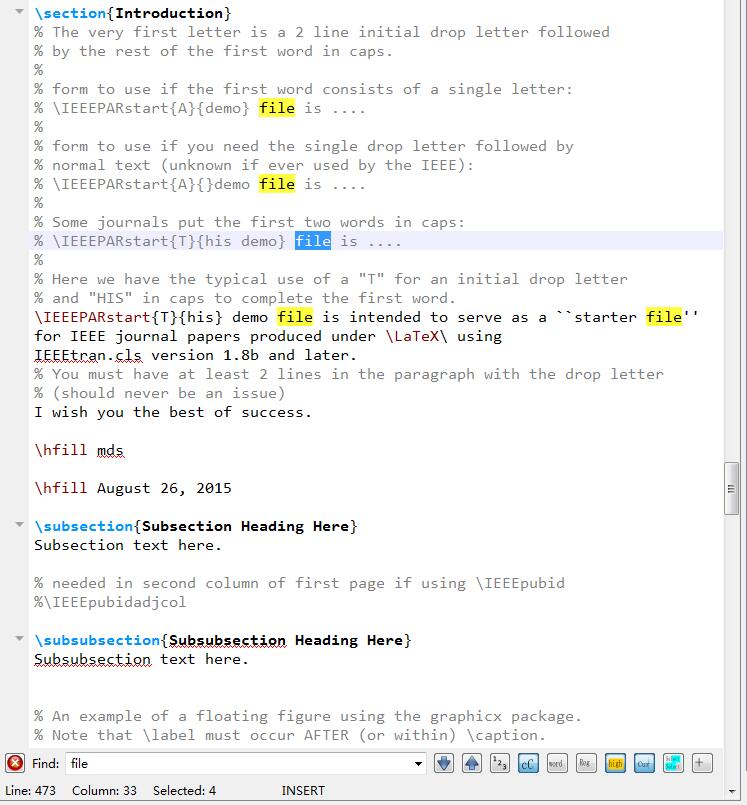 \section{Introduction}
% The very first letter is a 2 line initial drop letter followed
% by the rest of the first word in caps.
%
% form to use if the first word consists of a single letter:
% \IEEEPARstart{A}{demo} file is ....
%
% form to use if you need the single drop letter followed by
% normal text (unknown if ever used by the IEEE):
% \IEEEPARstart{A}{}demo file is ....
%
% Some journals put the first two words in caps:
% \IEEEPARstart{T}{his demo} file is ....
%
% Here we have the typical use of a "T" for an initial drop letter
% and "HIS" in caps to complete the first word.
\IEEEPARstart{T}{his} demo file is intended to serve as a ``starter file''
for IEEE journal papers produced under \LaTeX\ using
IEEEtran.cls version 1.8b and later.
% You must have at least 2 lines in the paragraph with the drop letter
% (should never be an issue)
I wish you the best of success.
\hfill mds
\hfill August 26, 2015
\subsection{Subsection Heading Here}
Subsection text here.
% needed in second column of first page if using \IEEEpubid
%\IEEEpubidadjcol
\subsubsection{Subsubsection Heading Here}
Subsubsection text here.
% An example of a floating figure using the graphicx package.
% Note that \label must occur AFTER (or within) \caption.
Find: file 123 cC word Reg high Cur Select
Line: 473 Column: 33 Selected: 4 INSERT